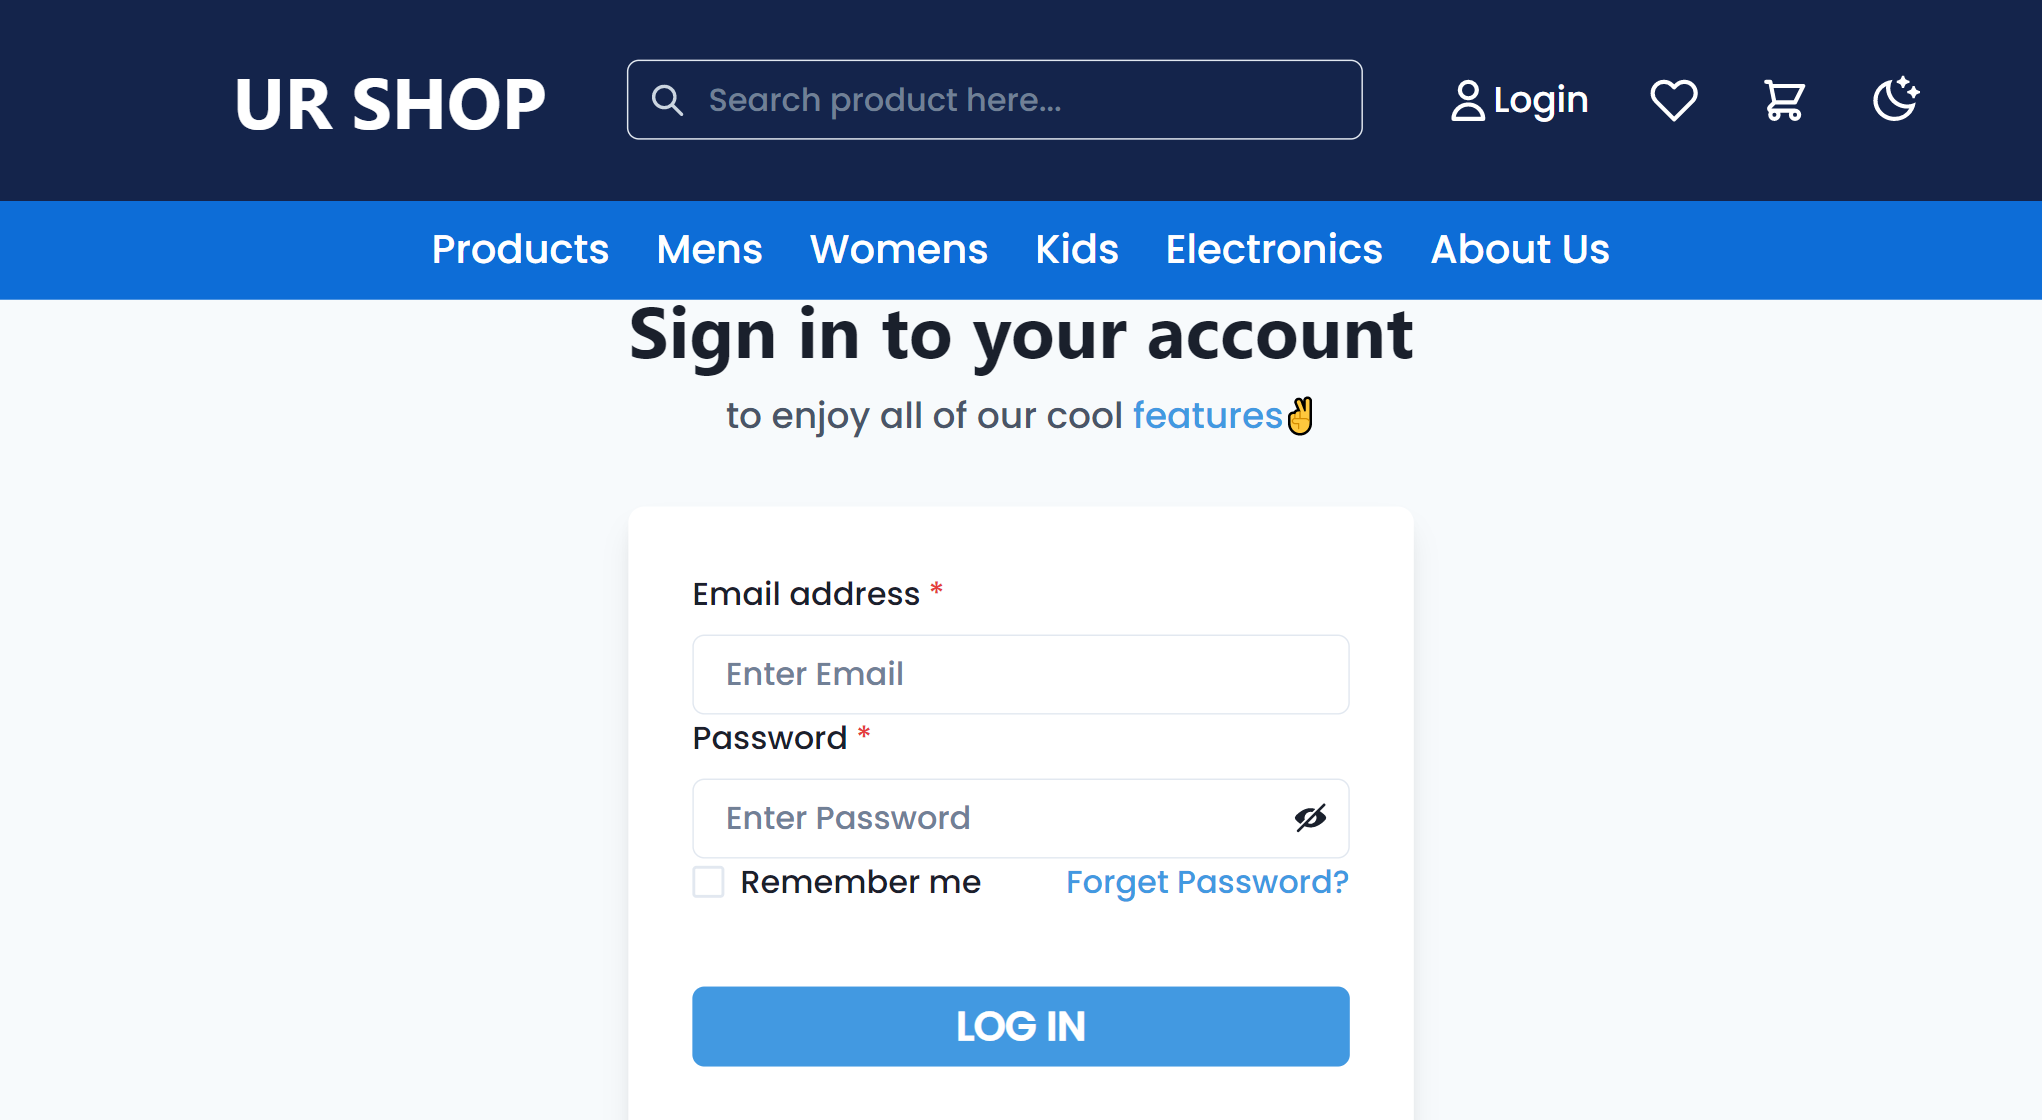 UR SHOP
Search product here...
Login
Products Mens Womens Kids Electronics About Us
Sign in to your account
to enjoy all of our cool features✌️
Email address *
Enter Email
Password *
Enter Password
Remember me Forget Password?
LOG IN